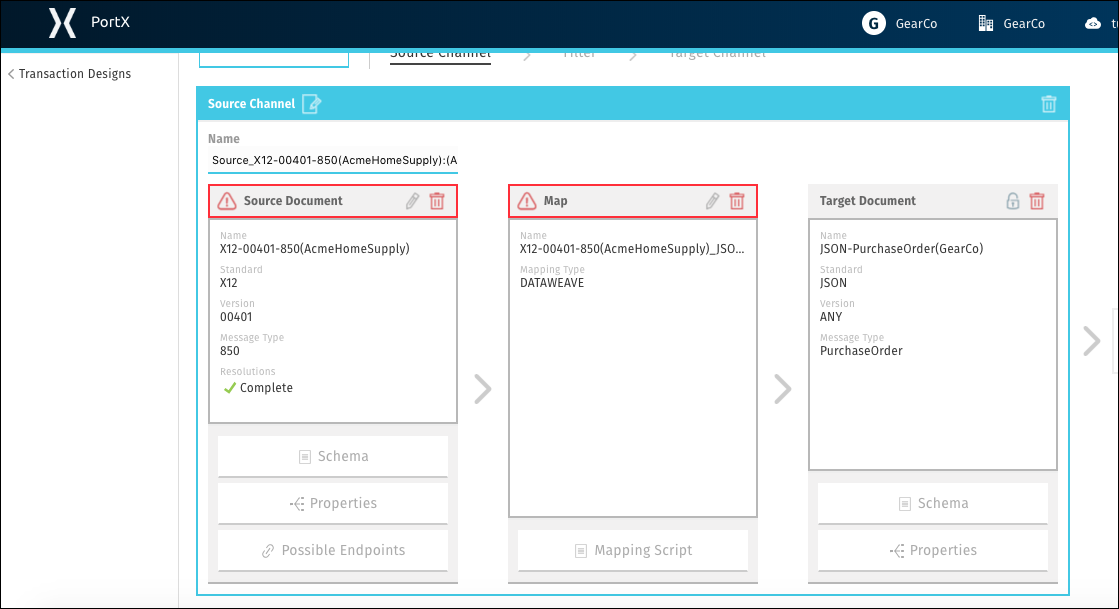 PortX
G GearCo
GearCo
Transaction Designs
Source Channel
Filter
Target Channel
Source Channel
Name
Source_X12-00401-850(AcmeHomeSupply):(A
Source Document
Name
X12-00401-850(AcmeHomeSupply)
Standard
X12
Version
00401
Message Type
850
Resolutions
Complete
Schema
Properties
Possible Endpoints
Map
Name
X12-00401-850(AcmeHomeSupply)_JSO...
Mapping Type
DATAWEAVE
Mapping Script
Target Document
Name
JSON-PurchaseOrder(GearCo)
Standard
JSON
Version
ANY
Message Type
PurchaseOrder
Schema
Properties